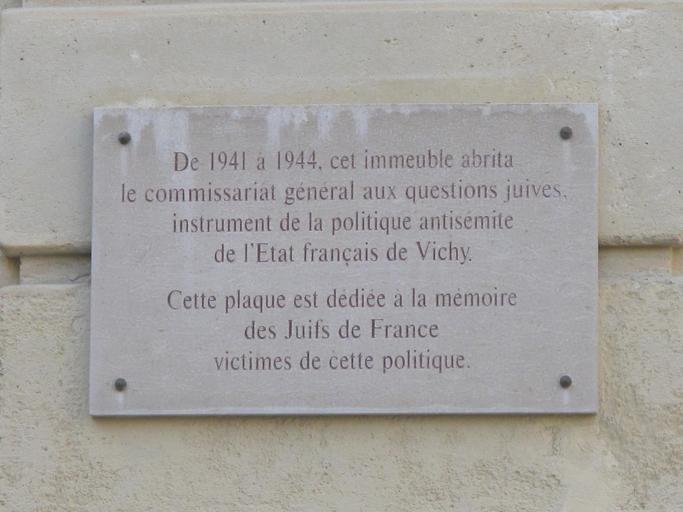 De 1941 à 1944, cet immeuble abrita
le commissariat général aux questions juives,
instrument de la politique antisémite
de l'Etat français de Vichy.
Cette plaque est dédiée à la mémoire
des Juifs de France
victimes de cette politique.